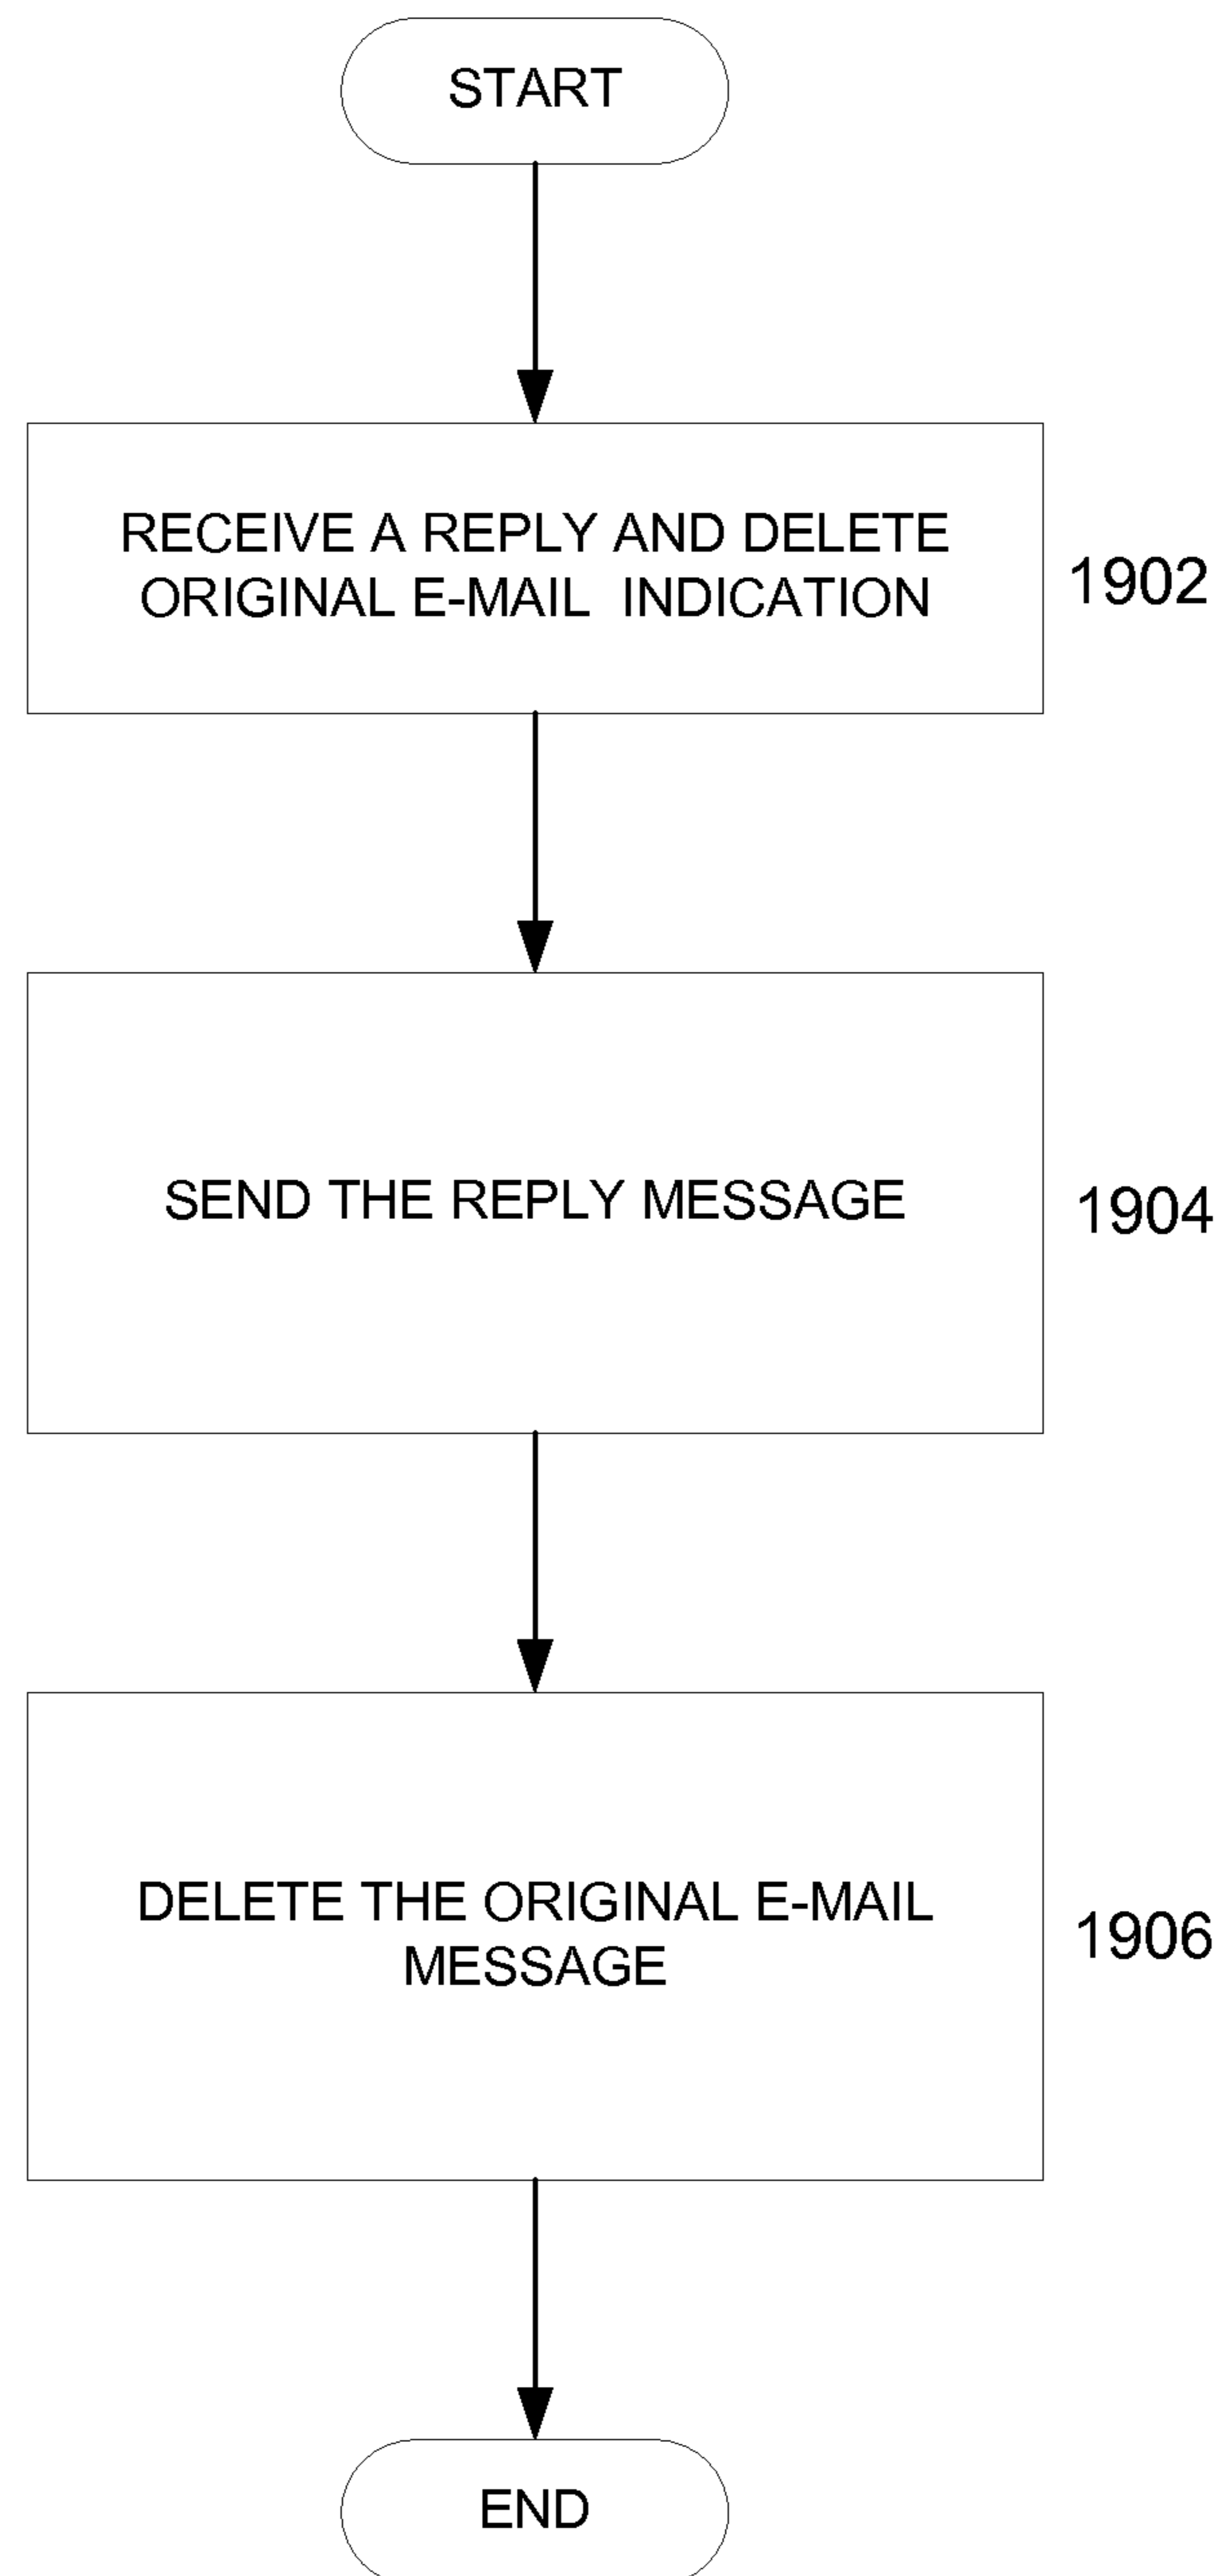 START
RECEIVE A REPLY AND DELETE
ORIGINAL E-MAIL INDICATION
1902
SEND THE REPLY MESSAGE
1904
DELETE THE ORIGINAL E-MAIL
MESSAGE
1906
END